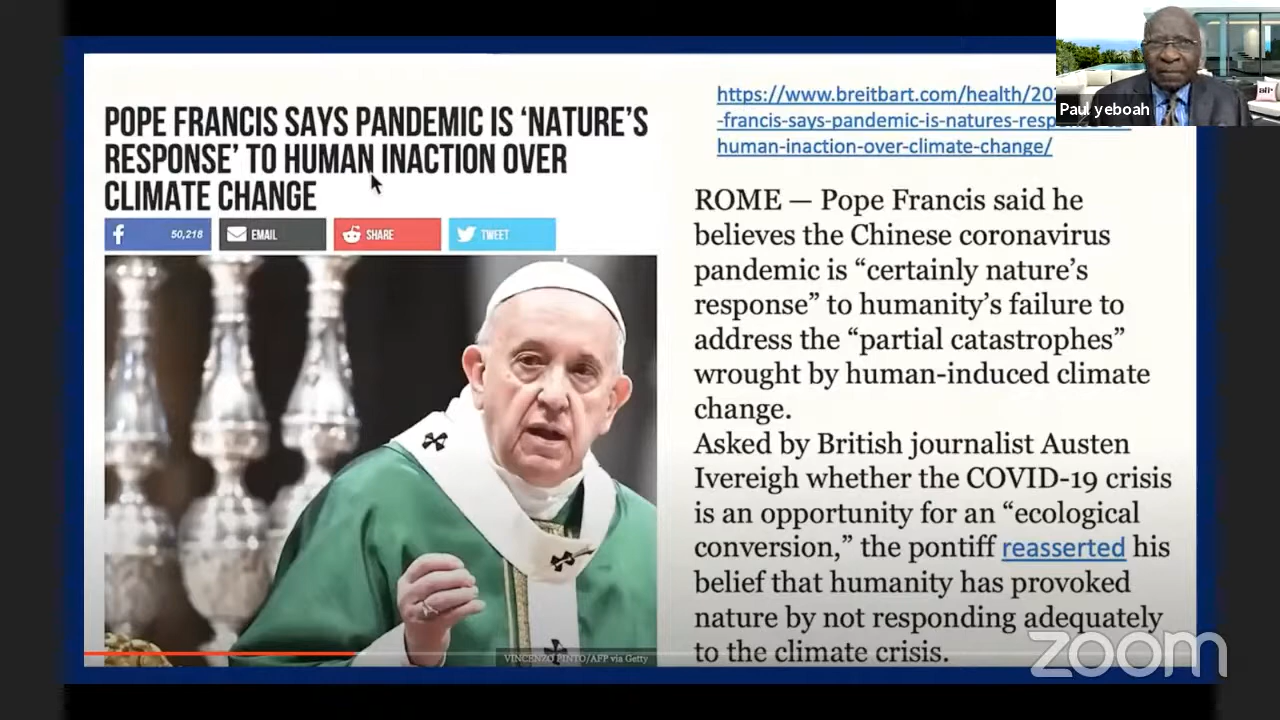 POPE FRANCIS SAYS PANDEMIC IS ‘NATURE’S
RESPONSE’ TO HUMAN INACTION OVER
CLIMATE CHANGE
50,218
EMAIL
SHARE
TWEET
VINCENZO PINTO/AFP via Getty
https://www.breitbart.com/health/20
-francis-says-pandemic-is-natures-
human-inaction-over-climate-change/
ROME — Pope Francis said he
believes the Chinese coronavirus
pandemic is “certainly nature’s
response” to humanity’s failure to
address the “partial catastrophes”
wrought by human-induced climate
change.
Asked by British journalist Austen
Ivereigh whether the COVID-19 crisis
is an opportunity for an “ecological
conversion,” the pontiff reasserted his
belief that humanity has provoked
nature by not responding adequately
to the climate crisis.
Paul yeboah
zoom